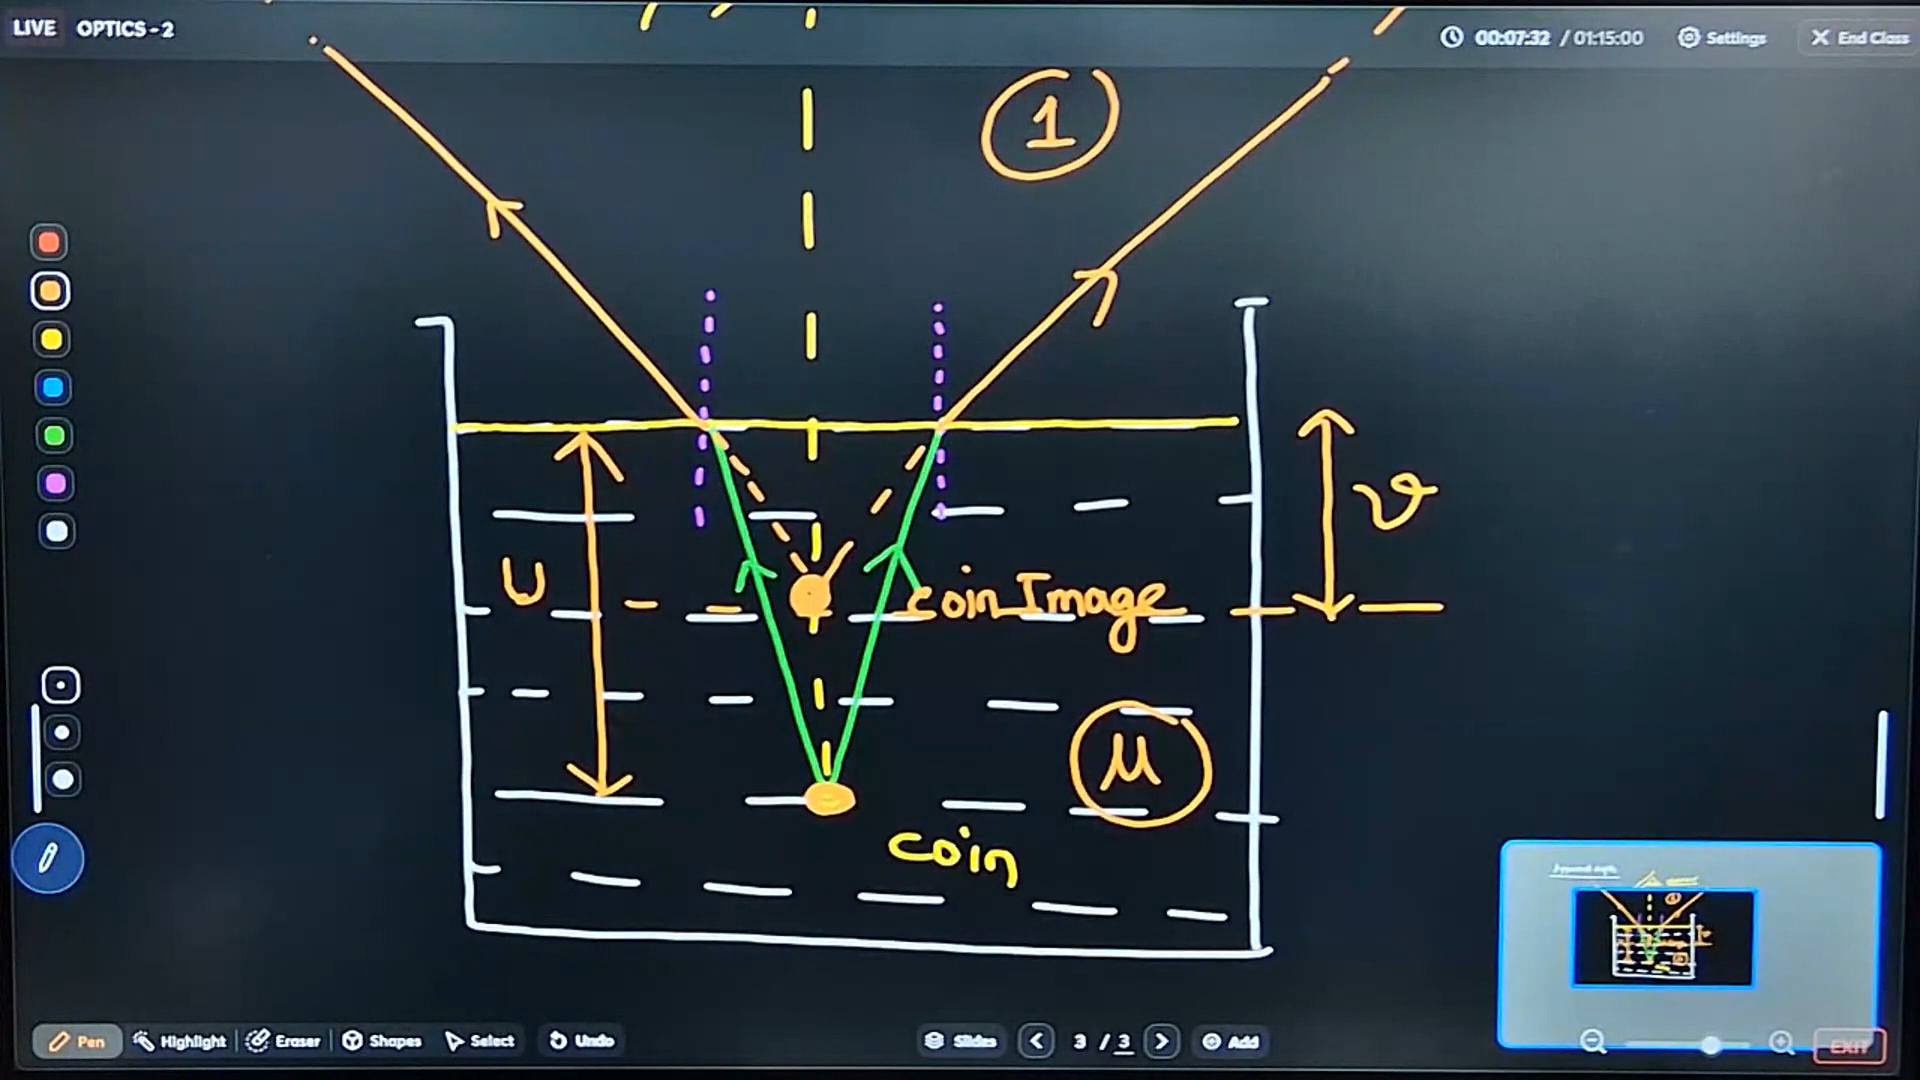 LIVE OPTICS - 2 00:07:32 / 01:15:00 Settings End Class
1
v
u
coin Image
μ
coin
Pen Highlight Eraser Shapes Select Undo Slides 3 / 3 Add EXIT